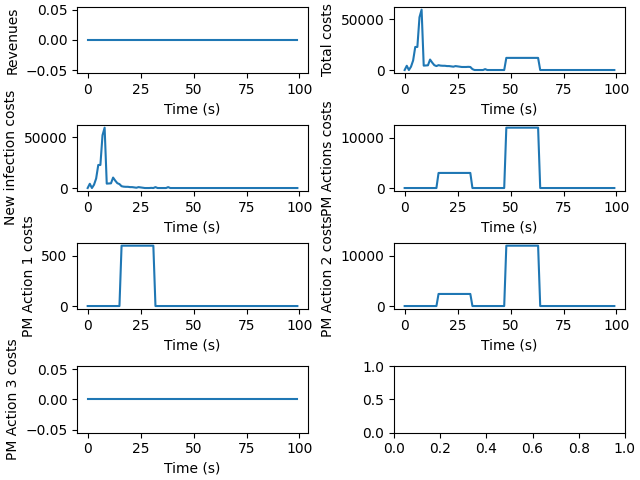 Revenues
0.05
0.00
−0.05
0 25 50 75 100
Time (s)
Total costs
50000
0
0 25 50 75 100
Time (s)
New infection costs
50000
0
0 25 50 75 100
Time (s)
PM Actions costs
10000
0
0 25 50 75 100
Time (s)
PM Action 1 costs
500
0
0 25 50 75 100
Time (s)
PM Action 2 costs
10000
0
0 25 50 75 100
Time (s)
PM Action 3 costs
0.05
0.00
−0.05
0 25 50 75 100
Time (s)
1.0
0.5
0.0
0.0 0.2 0.4 0.6 0.8 1.0